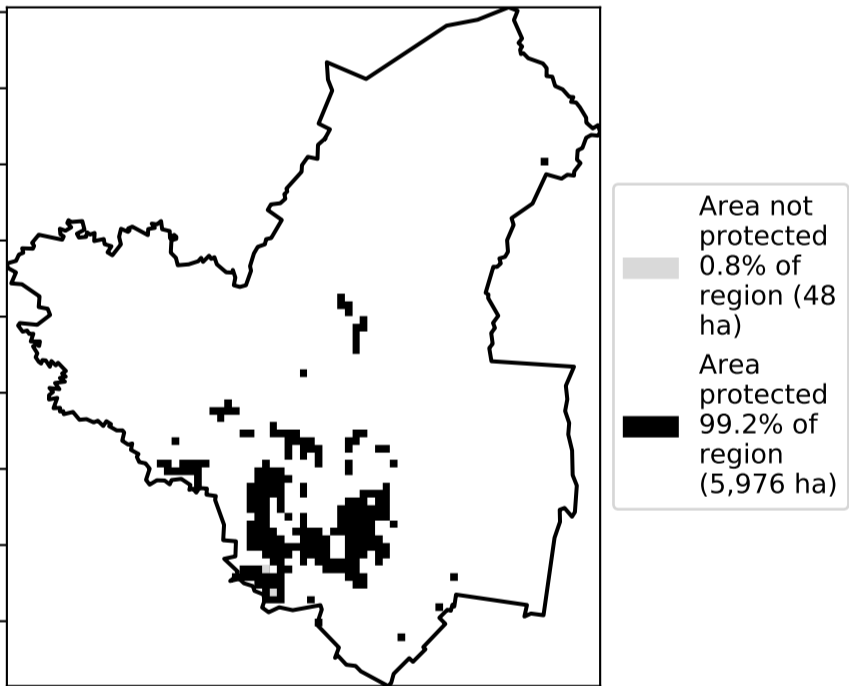 Area not
protected
0.8% of
region (48
ha)
Area
protected
99.2% of
region
(5,976 ha)